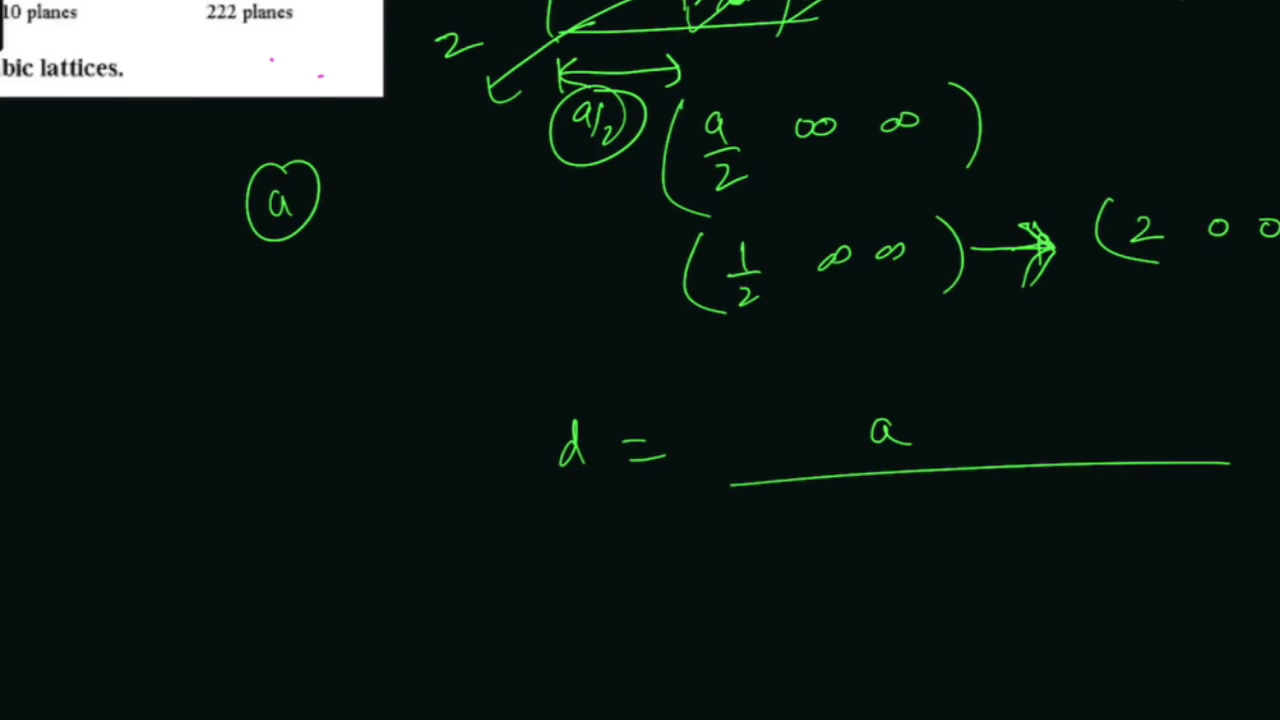 10 planes 222 planes
bic lattices.
2
a/2 (a/2 ∞ ∞)
a
(1/2 ∞ ∞) → (2 0 0
d = a